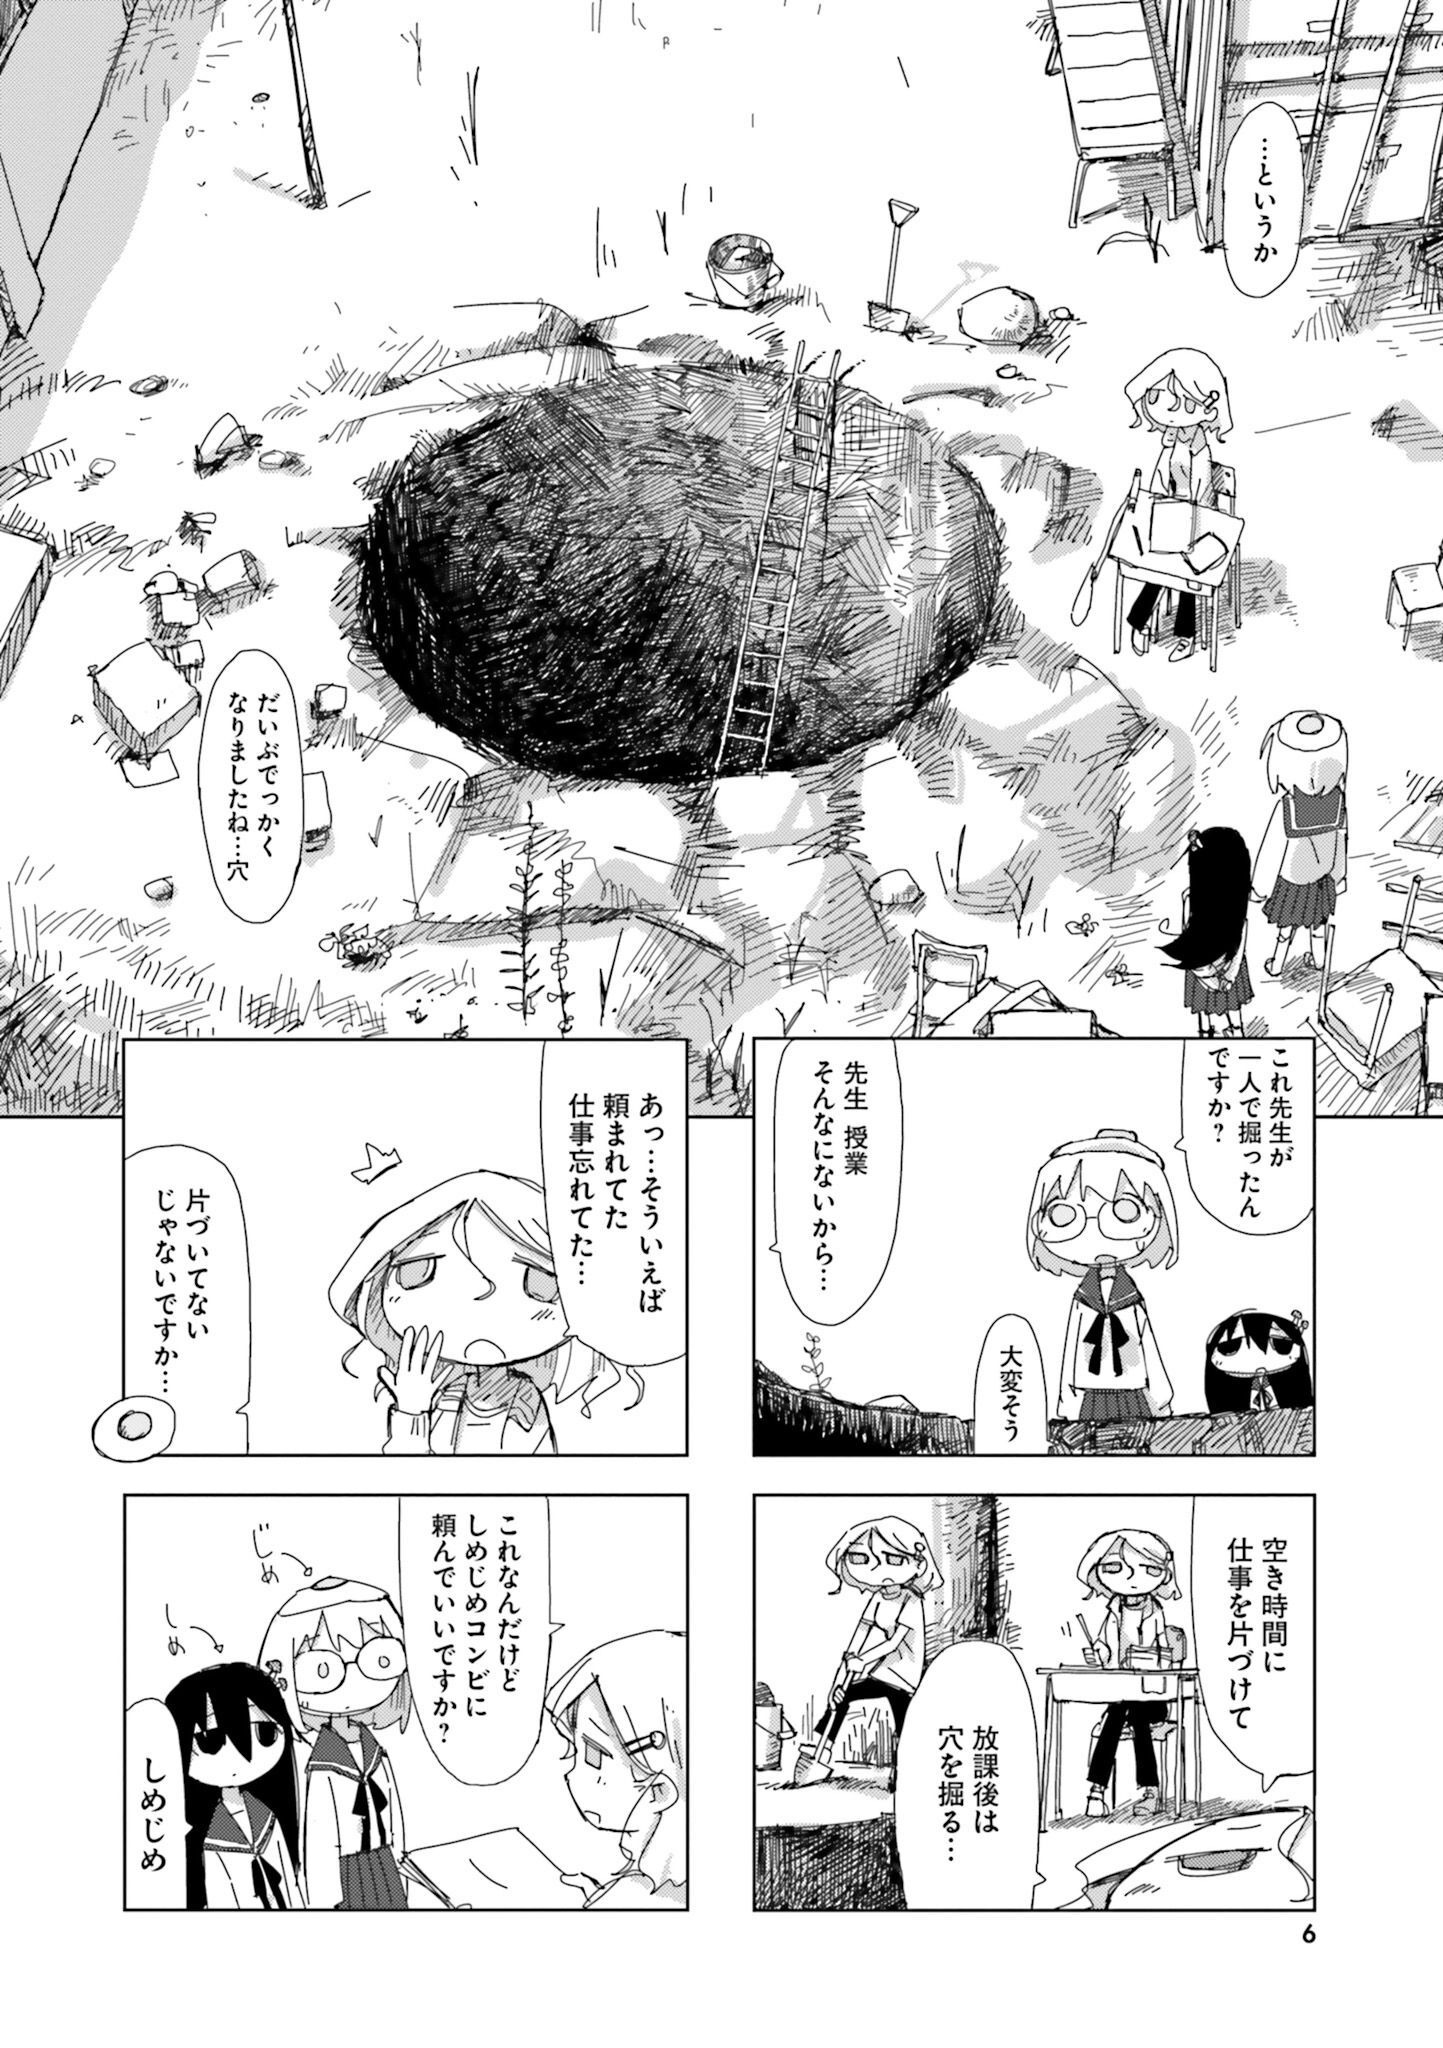 …というか
だいぶでっかく
なりましたね…穴
これ先生が
一人で掘ったん
ですか?
大変そう
先生 授業
そんなにないから…
空き時間に
仕事を片づけて
放課後は
穴を掘る…
あっ…そういえば
頼まれてた
仕事忘れてた…
片づいてない
じゃないですか…
これなんだけど
しめじめコンビに
頼んでいいですか?
じめ
しめ
しめじめ
6